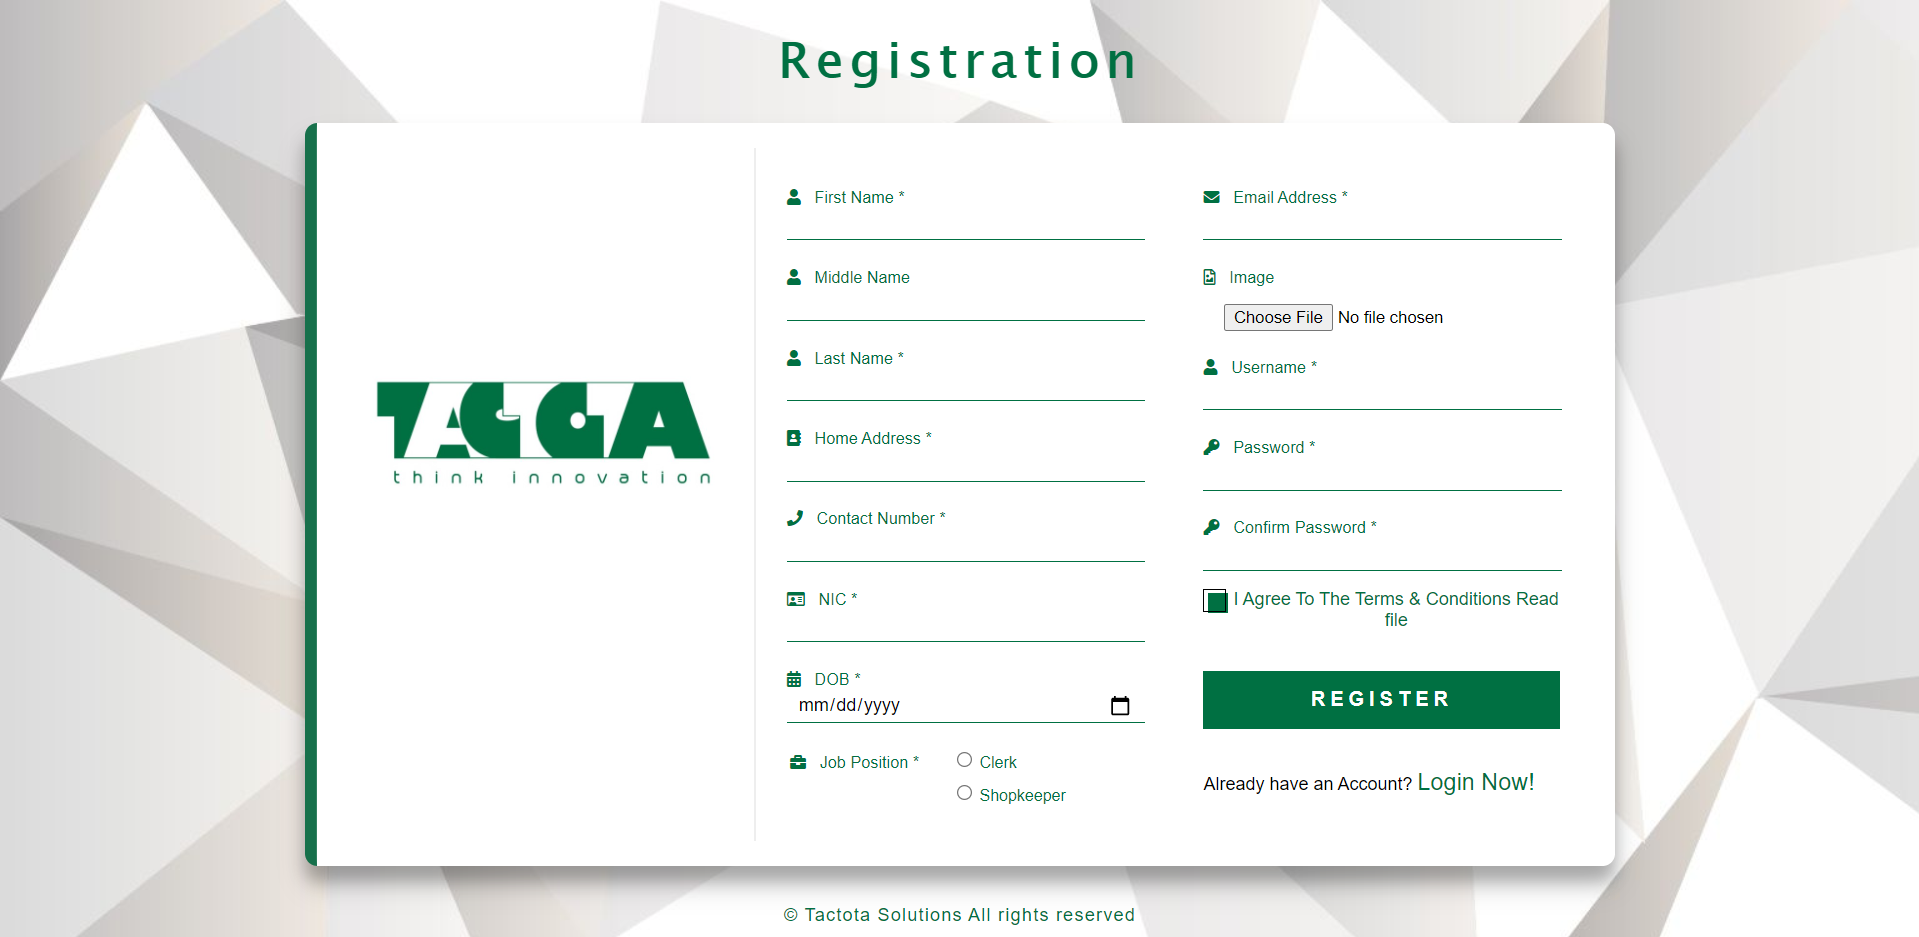 Registration
TACTOTA
think innovation
First Name *
Middle Name
Last Name *
Home Address *
Contact Number *
NIC *
DOB *
mm/dd/yyyy
Job Position *
Clerk
Shopkeeper
Email Address *
Image
Choose File No file chosen
Username *
Password *
Confirm Password *
I Agree To The Terms & Conditions Read
file
REGISTER
Already have an Account? Login Now!
© Tactota Solutions All rights reserved